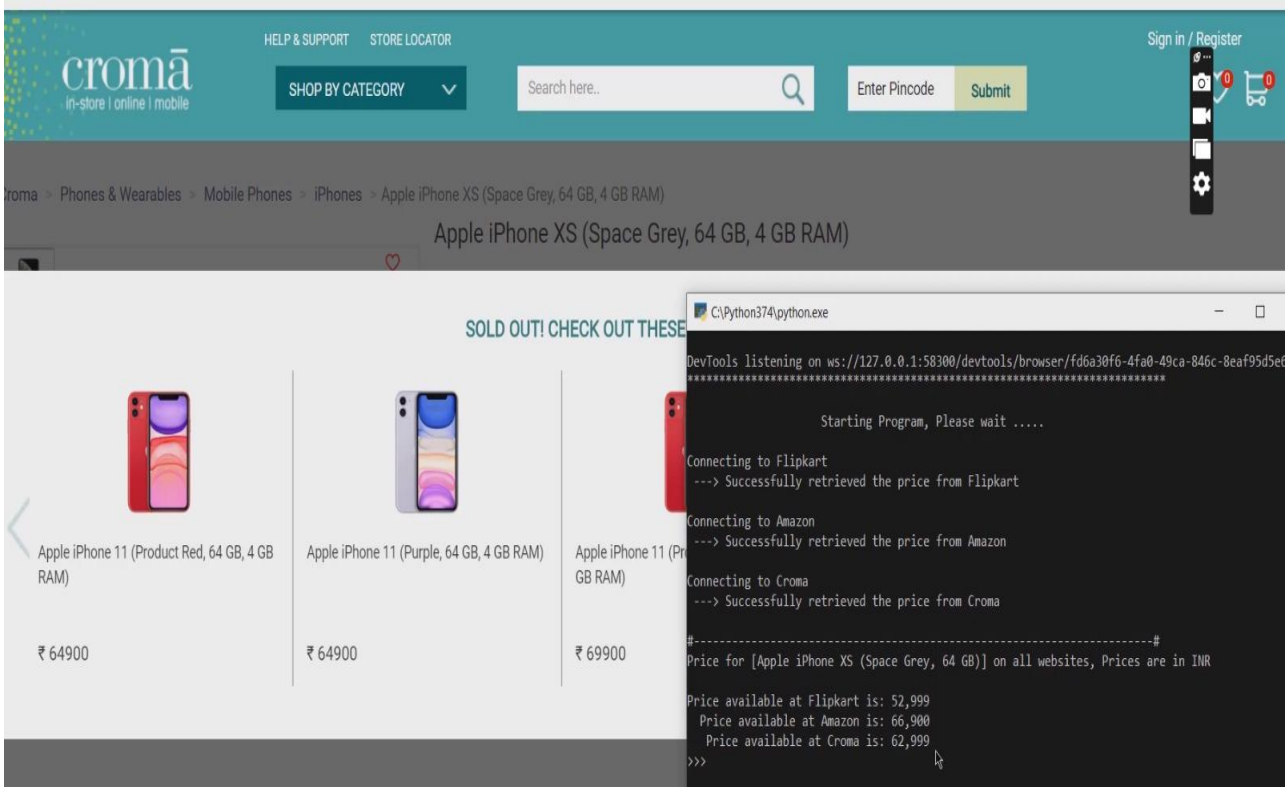 HELP & SUPPORT STORE LOCATOR
Sign in / Register
cromā
in-store | online | mobile
SHOP BY CATEGORY
Search here..
Enter Pincode
Submit
0
0
roma > Phones & Wearables > Mobile Phones > iPhones > Apple iPhone XS (Space Grey, 64 GB, 4 GB RAM)
Apple iPhone XS (Space Grey, 64 GB, 4 GB RAM)
SOLD OUT! CHECK OUT THESE
Apple iPhone 11 (Product Red, 64 GB, 4 GB
RAM)
₹ 64900
Apple iPhone 11 (Purple, 64 GB, 4 GB RAM)
₹ 64900
Apple iPhone 11 (Pr
GB RAM)
₹ 69900
C:\Python374\python.exe
DevTools listening on ws://127.0.0.1:58300/devtools/browser/fd6a30f6-4fa0-49ca-846c-8eaf95d5e6
***************************************************************************
Starting Program, Please wait .....
Connecting to Flipkart
---> Successfully retrieved the price from Flipkart
Connecting to Amazon
---> Successfully retrieved the price from Amazon
Connecting to Croma
---> Successfully retrieved the price from Croma
#------------------------------------------------------------------------#
Price for [Apple iPhone XS (Space Grey, 64 GB)] on all websites, Prices are in INR
Price available at Flipkart is: 52,999
Price available at Amazon is: 66,900
Price available at Croma is: 62,999
>>>